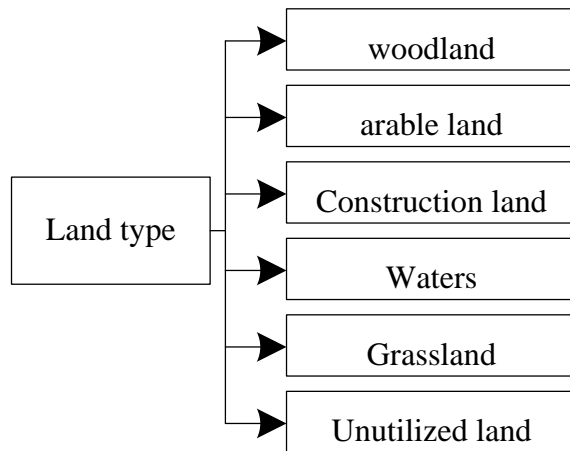 woodland
arable land
Construction land
Land type
Waters
Grassland
Unutilized land